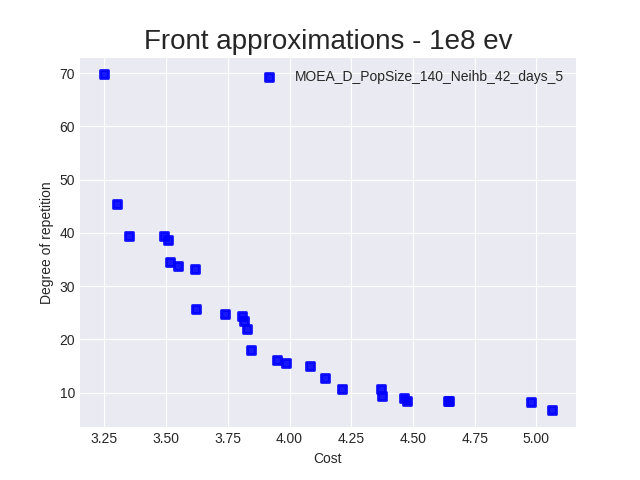 Front approximations - 1e8 ev
MOEA_D_PopSize_140_Neihb_42_days_5
Degree of repetition
70
60
50
40
30
20
10
3.25 3.50 3.75 4.00 4.25 4.50 4.75 5.00
Cost